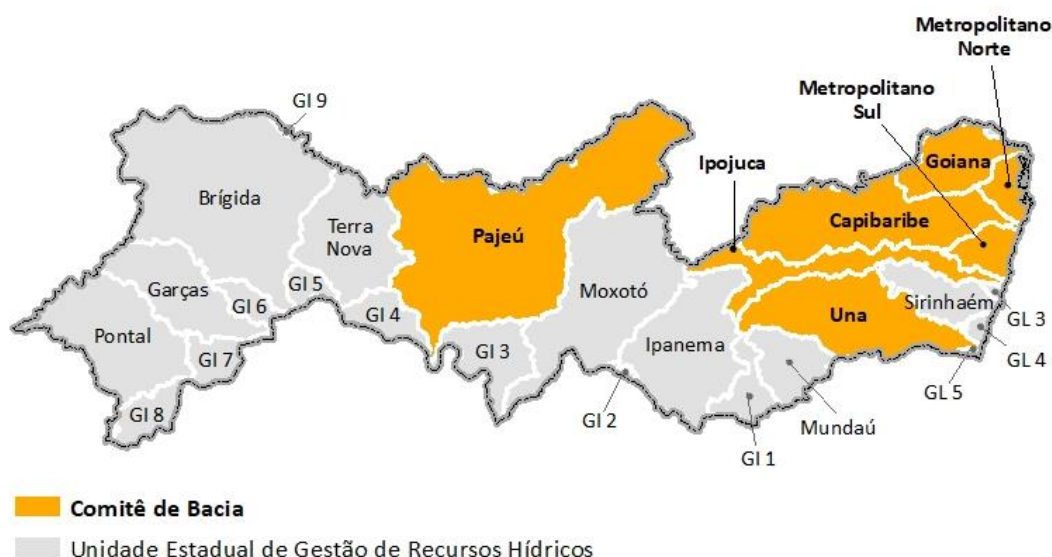 Metropolitano
Norte
Metropolitano
Sul
GI 9
Ipojuca
Goiana
Brígida
Capibaribe
Terra
Nova
Pajeú
Moxotó
Garças
GI 6
GI 5
GI 4
Sirinhaém
GL 3
Pontal
GI 7
GI 3
Ipanema
Una
GL 4
GL 5
GI 8
GI 2
Mundaú
GI 1
Comitê de Bacia
Unidade Estadual de Gestão de Recursos Hídricos